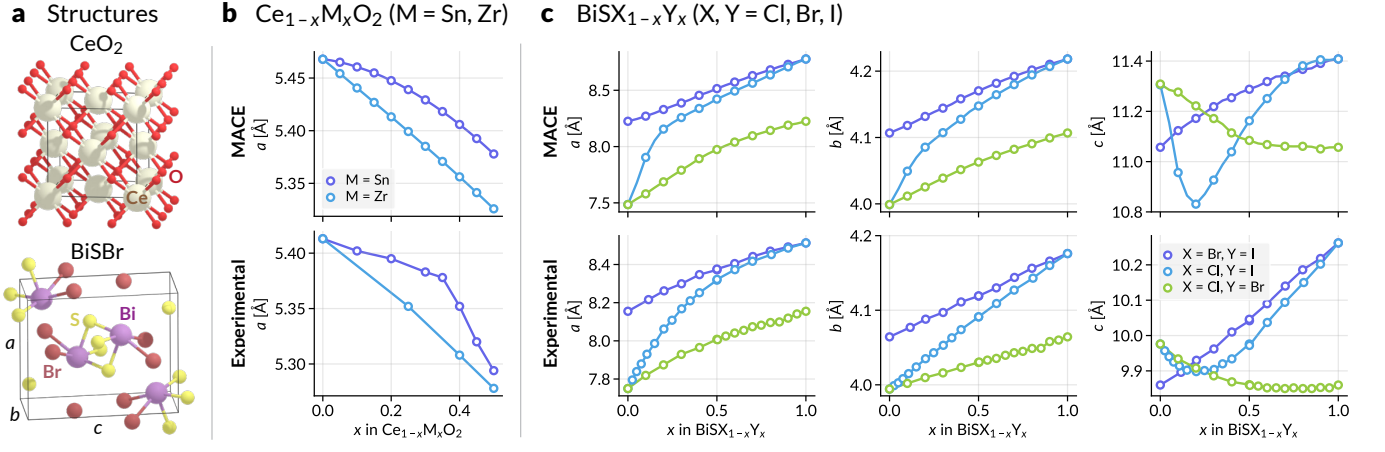 a Structures
CeO2
O
Ce
BiSBr
S
Bi
Br
a
b
c
b Ce1−xMxO2 (M = Sn, Zr)
MACE
a [Å]
5.45
5.40
5.35
M = Sn
M = Zr
Experimental
a [Å]
5.40
5.35
5.30
0.0 0.2 0.4
x in Ce1−xMxO2
c BiSX1−xYx (X, Y = Cl, Br, I)
MACE
a [Å]
8.5
8.0
7.5
b [Å]
4.2
4.1
4.0
c [Å]
11.4
11.2
11.0
10.8
Experimental
a [Å]
8.4
8.2
8.0
7.8
0.0 0.5 1.0
x in BiSX1−xYx
b [Å]
4.2
4.1
4.0
0.0 0.5 1.0
x in BiSX1−xYx
c [Å]
10.2
10.1
10.0
9.9
X = Br, Y = I
X = Cl, Y = I
X = Cl, Y = Br
0.0 0.5 1.0
x in BiSX1−xYx